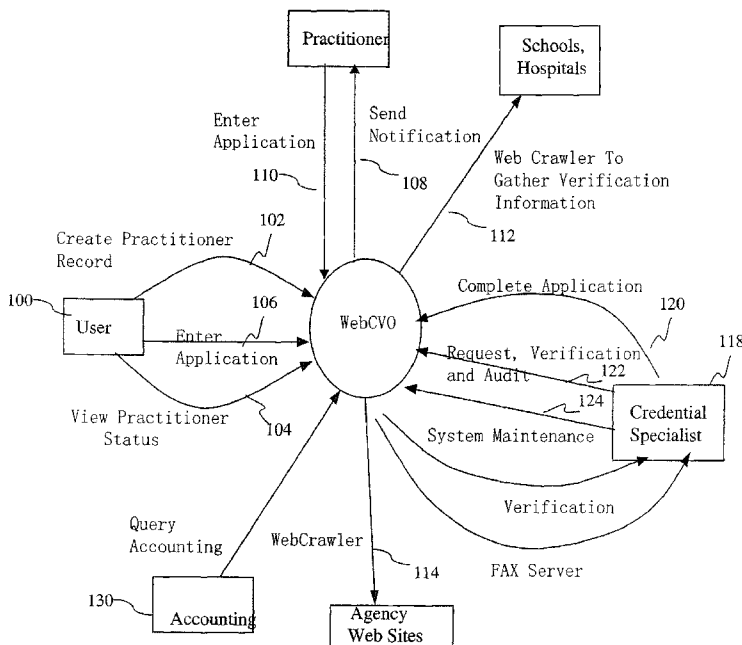 Practitioner
Schools,
Hospitals
Enter
Application
110
Send
Notification
108
Web Crawler To
Gather Verification
Information
112
Create Practitioner
Record
102
Complete Application
120
100
User
106
Enter
Application
WebCVO
Request, Verification
and Audit
122
118
124
Credential
Specialist
View Practitioner
Status
104
System Maintenance
Verification
Query
Accounting
WebCrawler
114
FAX Server
130
Accounting
Agency
Web Sites